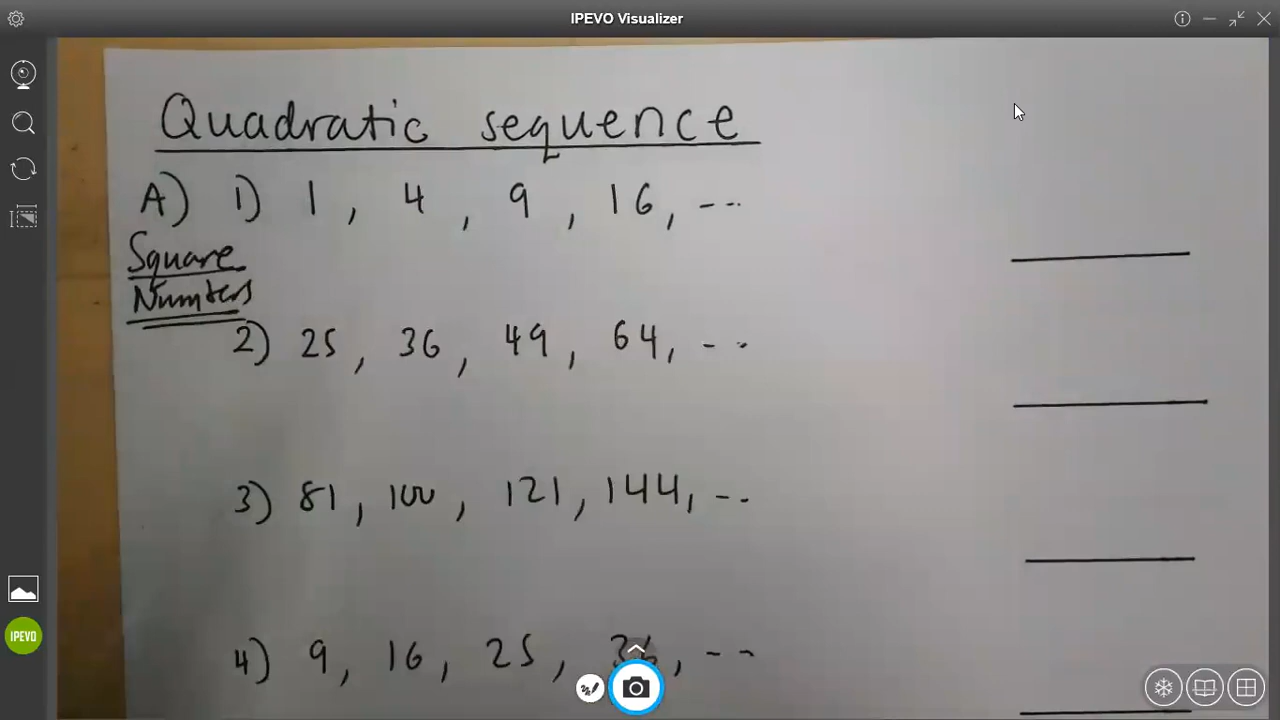 IPEVO Visualizer
Quadratic sequence
A) 1) 1, 4, 9, 16, ...
Square
Numbers
2) 25, 36, 49, 64, ...
3) 81, 100, 121, 144, ...
4) 9, 16, 25, 36, ...
IPEVO